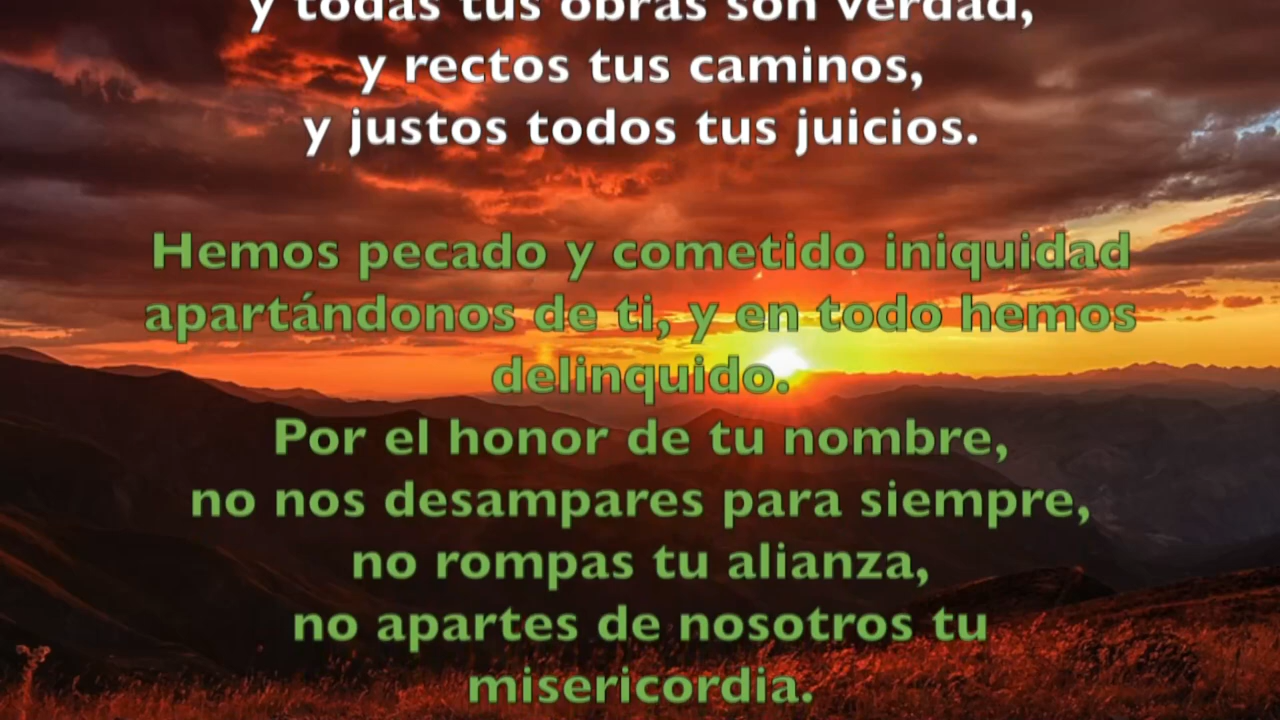 y todas tus obras son verdad,
y rectos tus caminos,
y justos todos tus juicios.
Hemos pecado y cometido iniquidad
apartándonos de ti, y en todo hemos
delinquido.
Por el honor de tu nombre,
no nos desampares para siempre,
no rompas tu alianza,
no apartes de nosotros tu
misericordia.